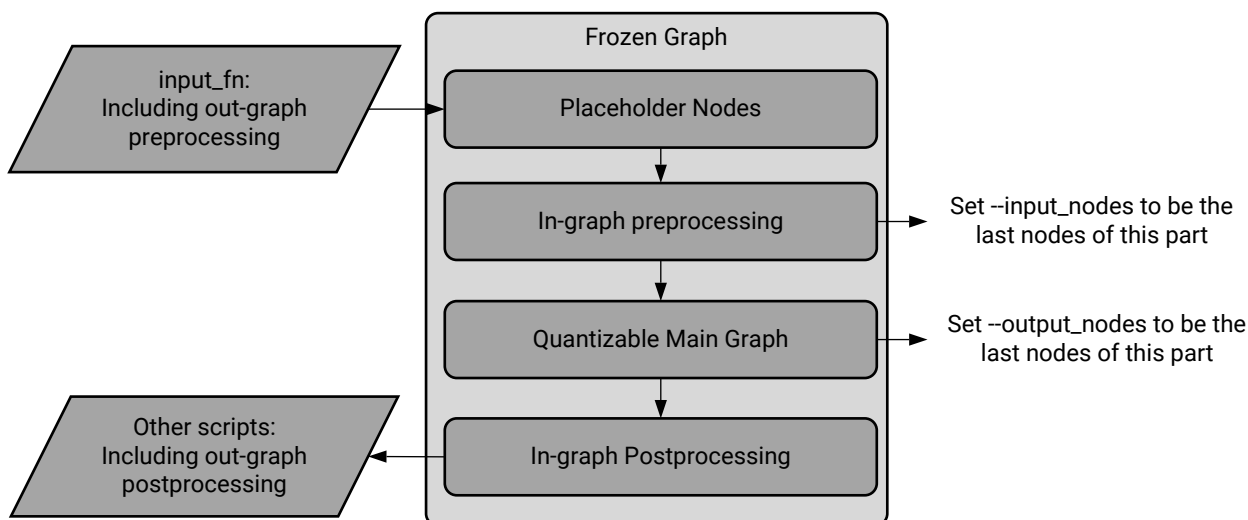 Frozen Graph
input_fn:
Including out-graph
preprocessing
Placeholder Nodes
In-graph preprocessing
Set --input_nodes to be the
last nodes of this part
Quantizable Main Graph
Set --output_nodes to be the
last nodes of this part
In-graph Postprocessing
Other scripts:
Including out-graph
postprocessing